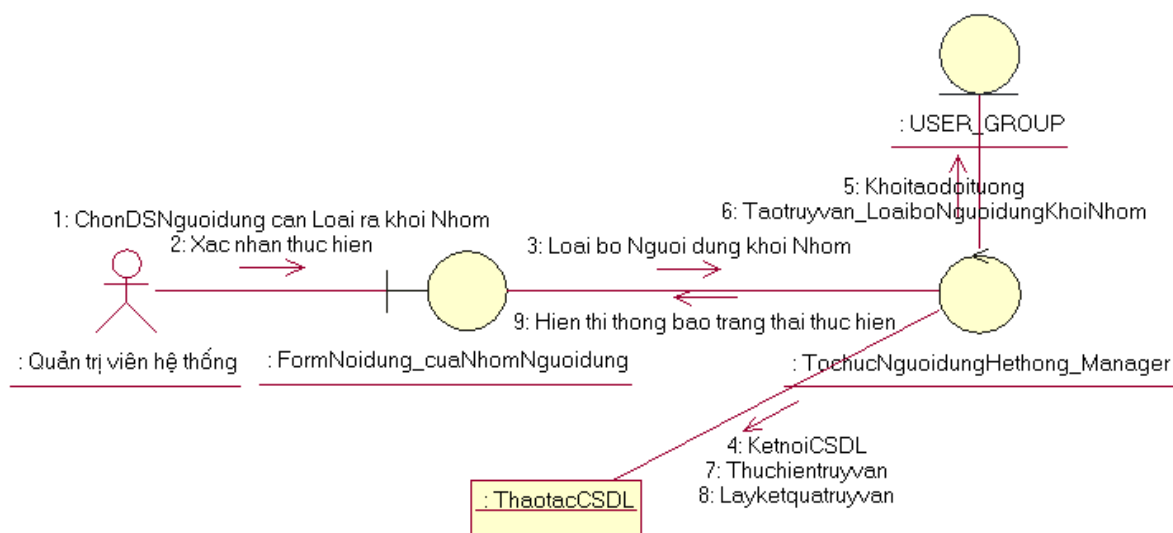 : USER_GROUP
5: Khoitaodoituong
6: Taotruyvan_LoaiboNguoidungKhoiNhom
1: ChonDSNguoidung can Loai ra khoi Nhom
2: Xac nhan thuc hien
3: Loai bo Nguoi dung khoi Nhom
9: Hien thi thong bao trang thai thuc hien
: Quản trị viên hệ thống
: FormNoidung_cuaNhomNguoidung
: TochucNguoidungHethong_Manager
4: KetnoiCSDL
7: Thuchientruyvan
8: Layketquatruyvan
: ThaotacCSDL